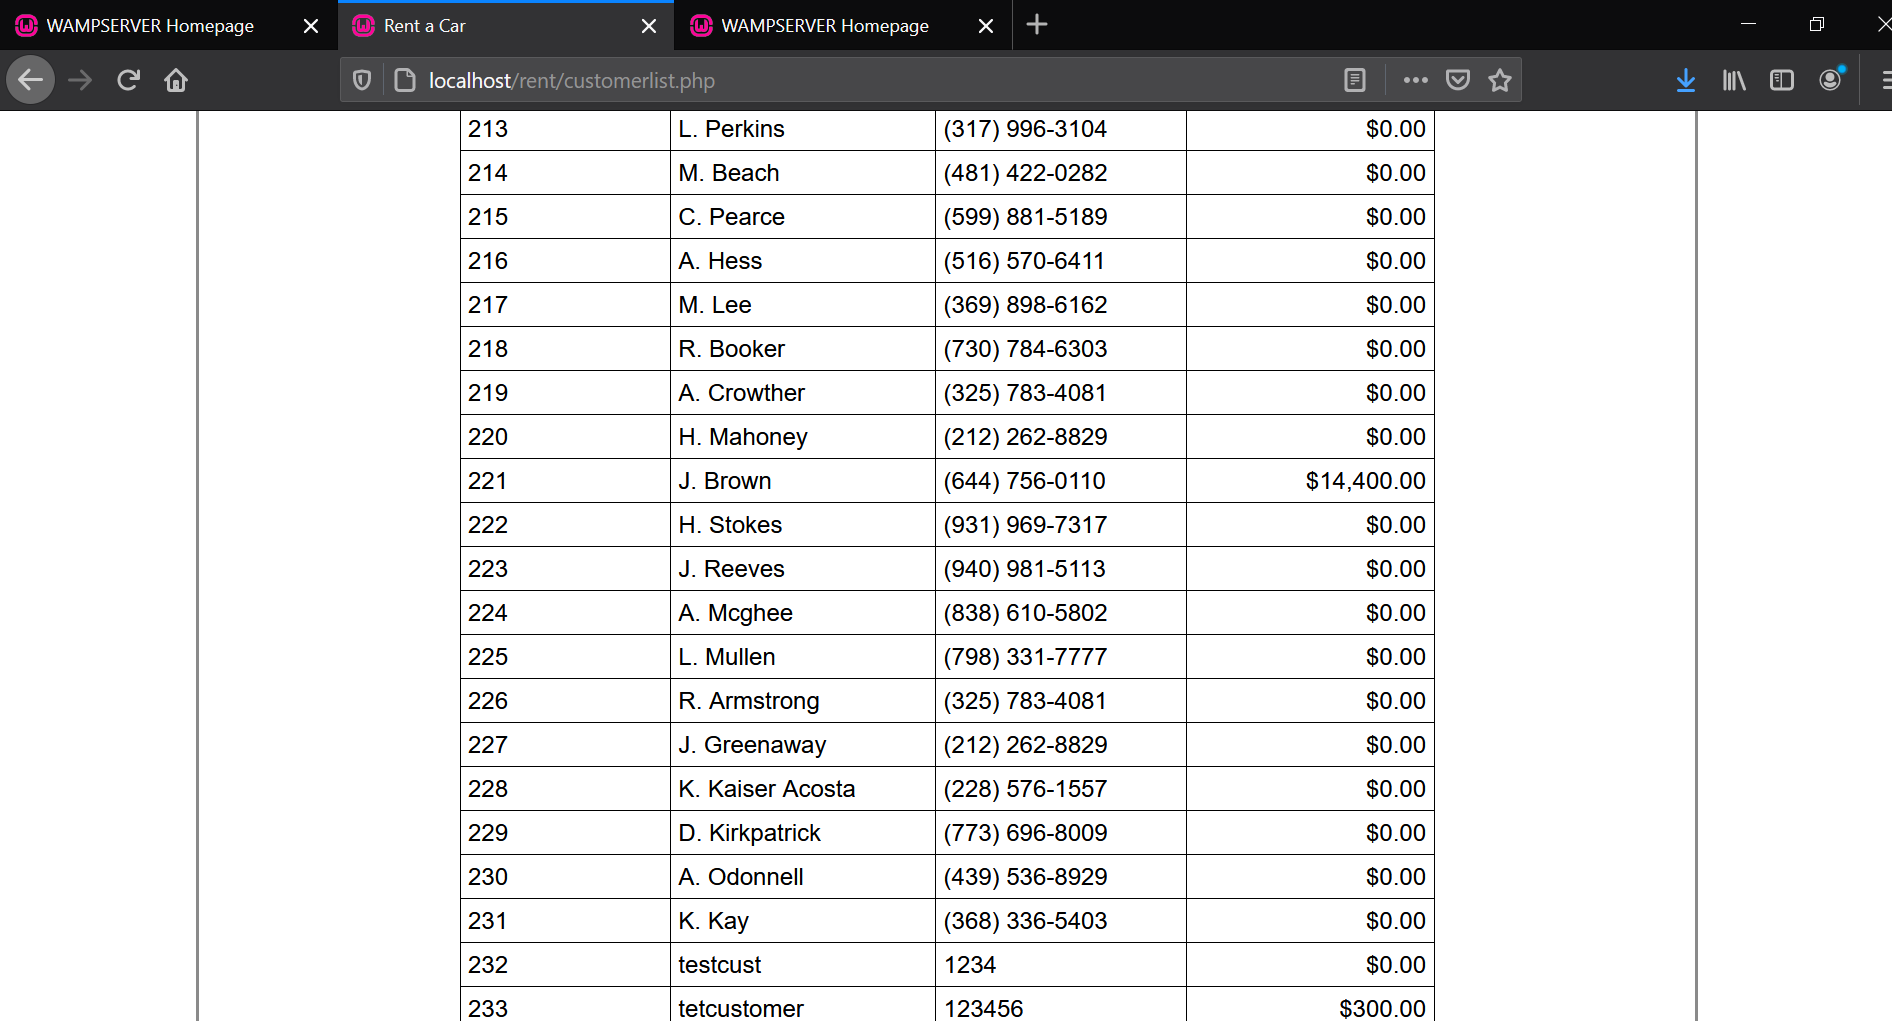 WAMPSERVER Homepage
Rent a Car
WAMPSERVER Homepage
localhost/rent/customerlist.php
213 L. Perkins (317) 996-3104 $0.00
214 M. Beach (481) 422-0282 $0.00
215 C. Pearce (599) 881-5189 $0.00
216 A. Hess (516) 570-6411 $0.00
217 M. Lee (369) 898-6162 $0.00
218 R. Booker (730) 784-6303 $0.00
219 A. Crowther (325) 783-4081 $0.00
220 H. Mahoney (212) 262-8829 $0.00
221 J. Brown (644) 756-0110 $14,400.00
222 H. Stokes (931) 969-7317 $0.00
223 J. Reeves (940) 981-5113 $0.00
224 A. Mcghee (838) 610-5802 $0.00
225 L. Mullen (798) 331-7777 $0.00
226 R. Armstrong (325) 783-4081 $0.00
227 J. Greenaway (212) 262-8829 $0.00
228 K. Kaiser Acosta (228) 576-1557 $0.00
229 D. Kirkpatrick (773) 696-8009 $0.00
230 A. Odonnell (439) 536-8929 $0.00
231 K. Kay (368) 336-5403 $0.00
232 testcust 1234 $0.00
233 tetcustomer 123456 $300.00